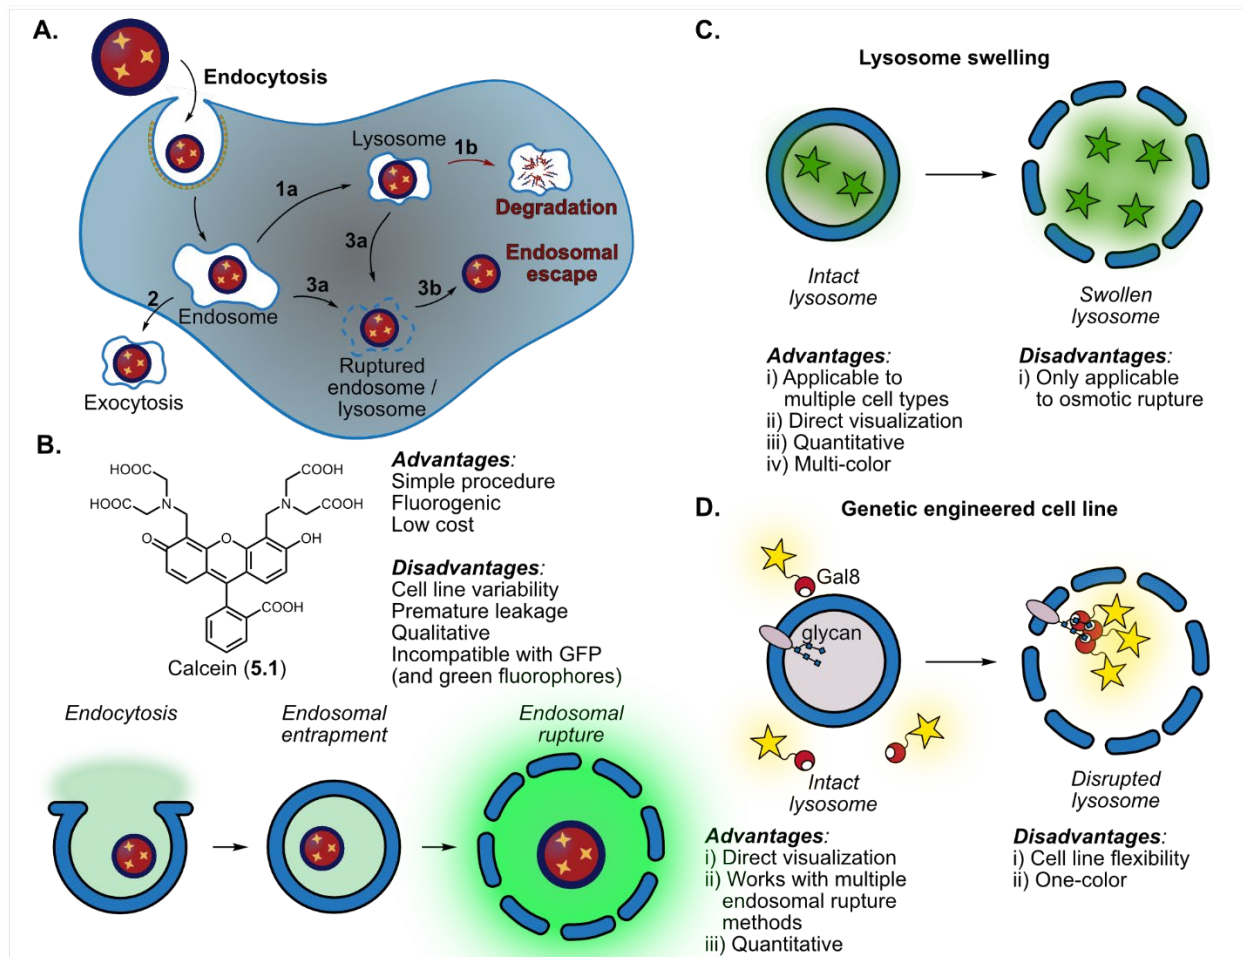 A.
Endocytosis
Lysosome
1b
1a
Degradation
3a
Endosomal
escape
3a
3b
2
Endosome
Exocytosis
Ruptured
endosome /
lysosome
B.
HOOC
COOH
HOOC
N
N
COOH
O
O
OH
COOH
Calcein (5.1)
Advantages:
Simple procedure
Fluorogenic
Low cost
Disadvantages:
Cell line variability
Premature leakage
Qualitative
Incompatible with GFP
(and green fluorophores)
Endocytosis
Endosomal
entrapment
Endosomal
rupture
C.
Lysosome swelling
Intact
lysosome
Swollen
lysosome
Advantages:
i) Applicable to
multiple cell types
ii) Direct visualization
iii) Quantitative
iv) Multi-color
Disadvantages:
i) Only applicable
to osmotic rupture
D.
Genetic engineered cell line
Gal8
glycan
Intact
lysosome
Disrupted
lysosome
Advantages:
i) Direct visualization
ii) Works with multiple
endosomal rupture
methods
iii) Quantitative
Disadvantages:
i) Cell line flexibility
ii) One-color